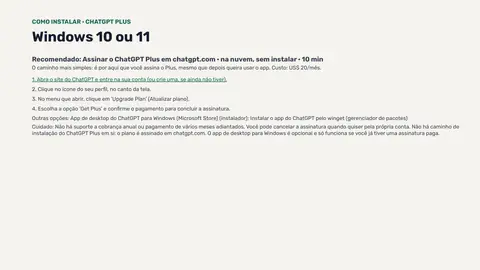 COMO INSTALAR · CHATGPT PLUS
Windows 10 ou 11
Recomendado: Assinar o ChatGPT Plus em chatgpt.com · na nuvem, sem instalar · 10 min
O caminho mais simples: é por aqui que você assina o Plus, mesmo que depois queira usar o app. Custo: US$ 20/mês.
1. Abra o site do ChatGPT e entre na sua conta (ou crie uma, se ainda não tiver).
2. Clique no ícone do seu perfil, no canto da tela.
3. No menu que abrir, clique em 'Upgrade Plan' (Atualizar plano).
4. Escolha a opção 'Get Plus' e confirme o pagamento para concluir a assinatura.
Outras opções: App de desktop do ChatGPT para Windows (Microsoft Store) (instalador); Instalar o app do ChatGPT pelo winget (gerenciador de pacotes)
Cuidado: Não há suporte a cobrança anual ou pagamento de vários meses adiantados. Você pode cancelar a assinatura quando quiser pela própria conta. Não há caminho de
instalação do ChatGPT Plus em si: o plano é assinado em chatgpt.com. O app de desktop para Windows é opcional e só funciona se você já tiver uma assinatura paga.